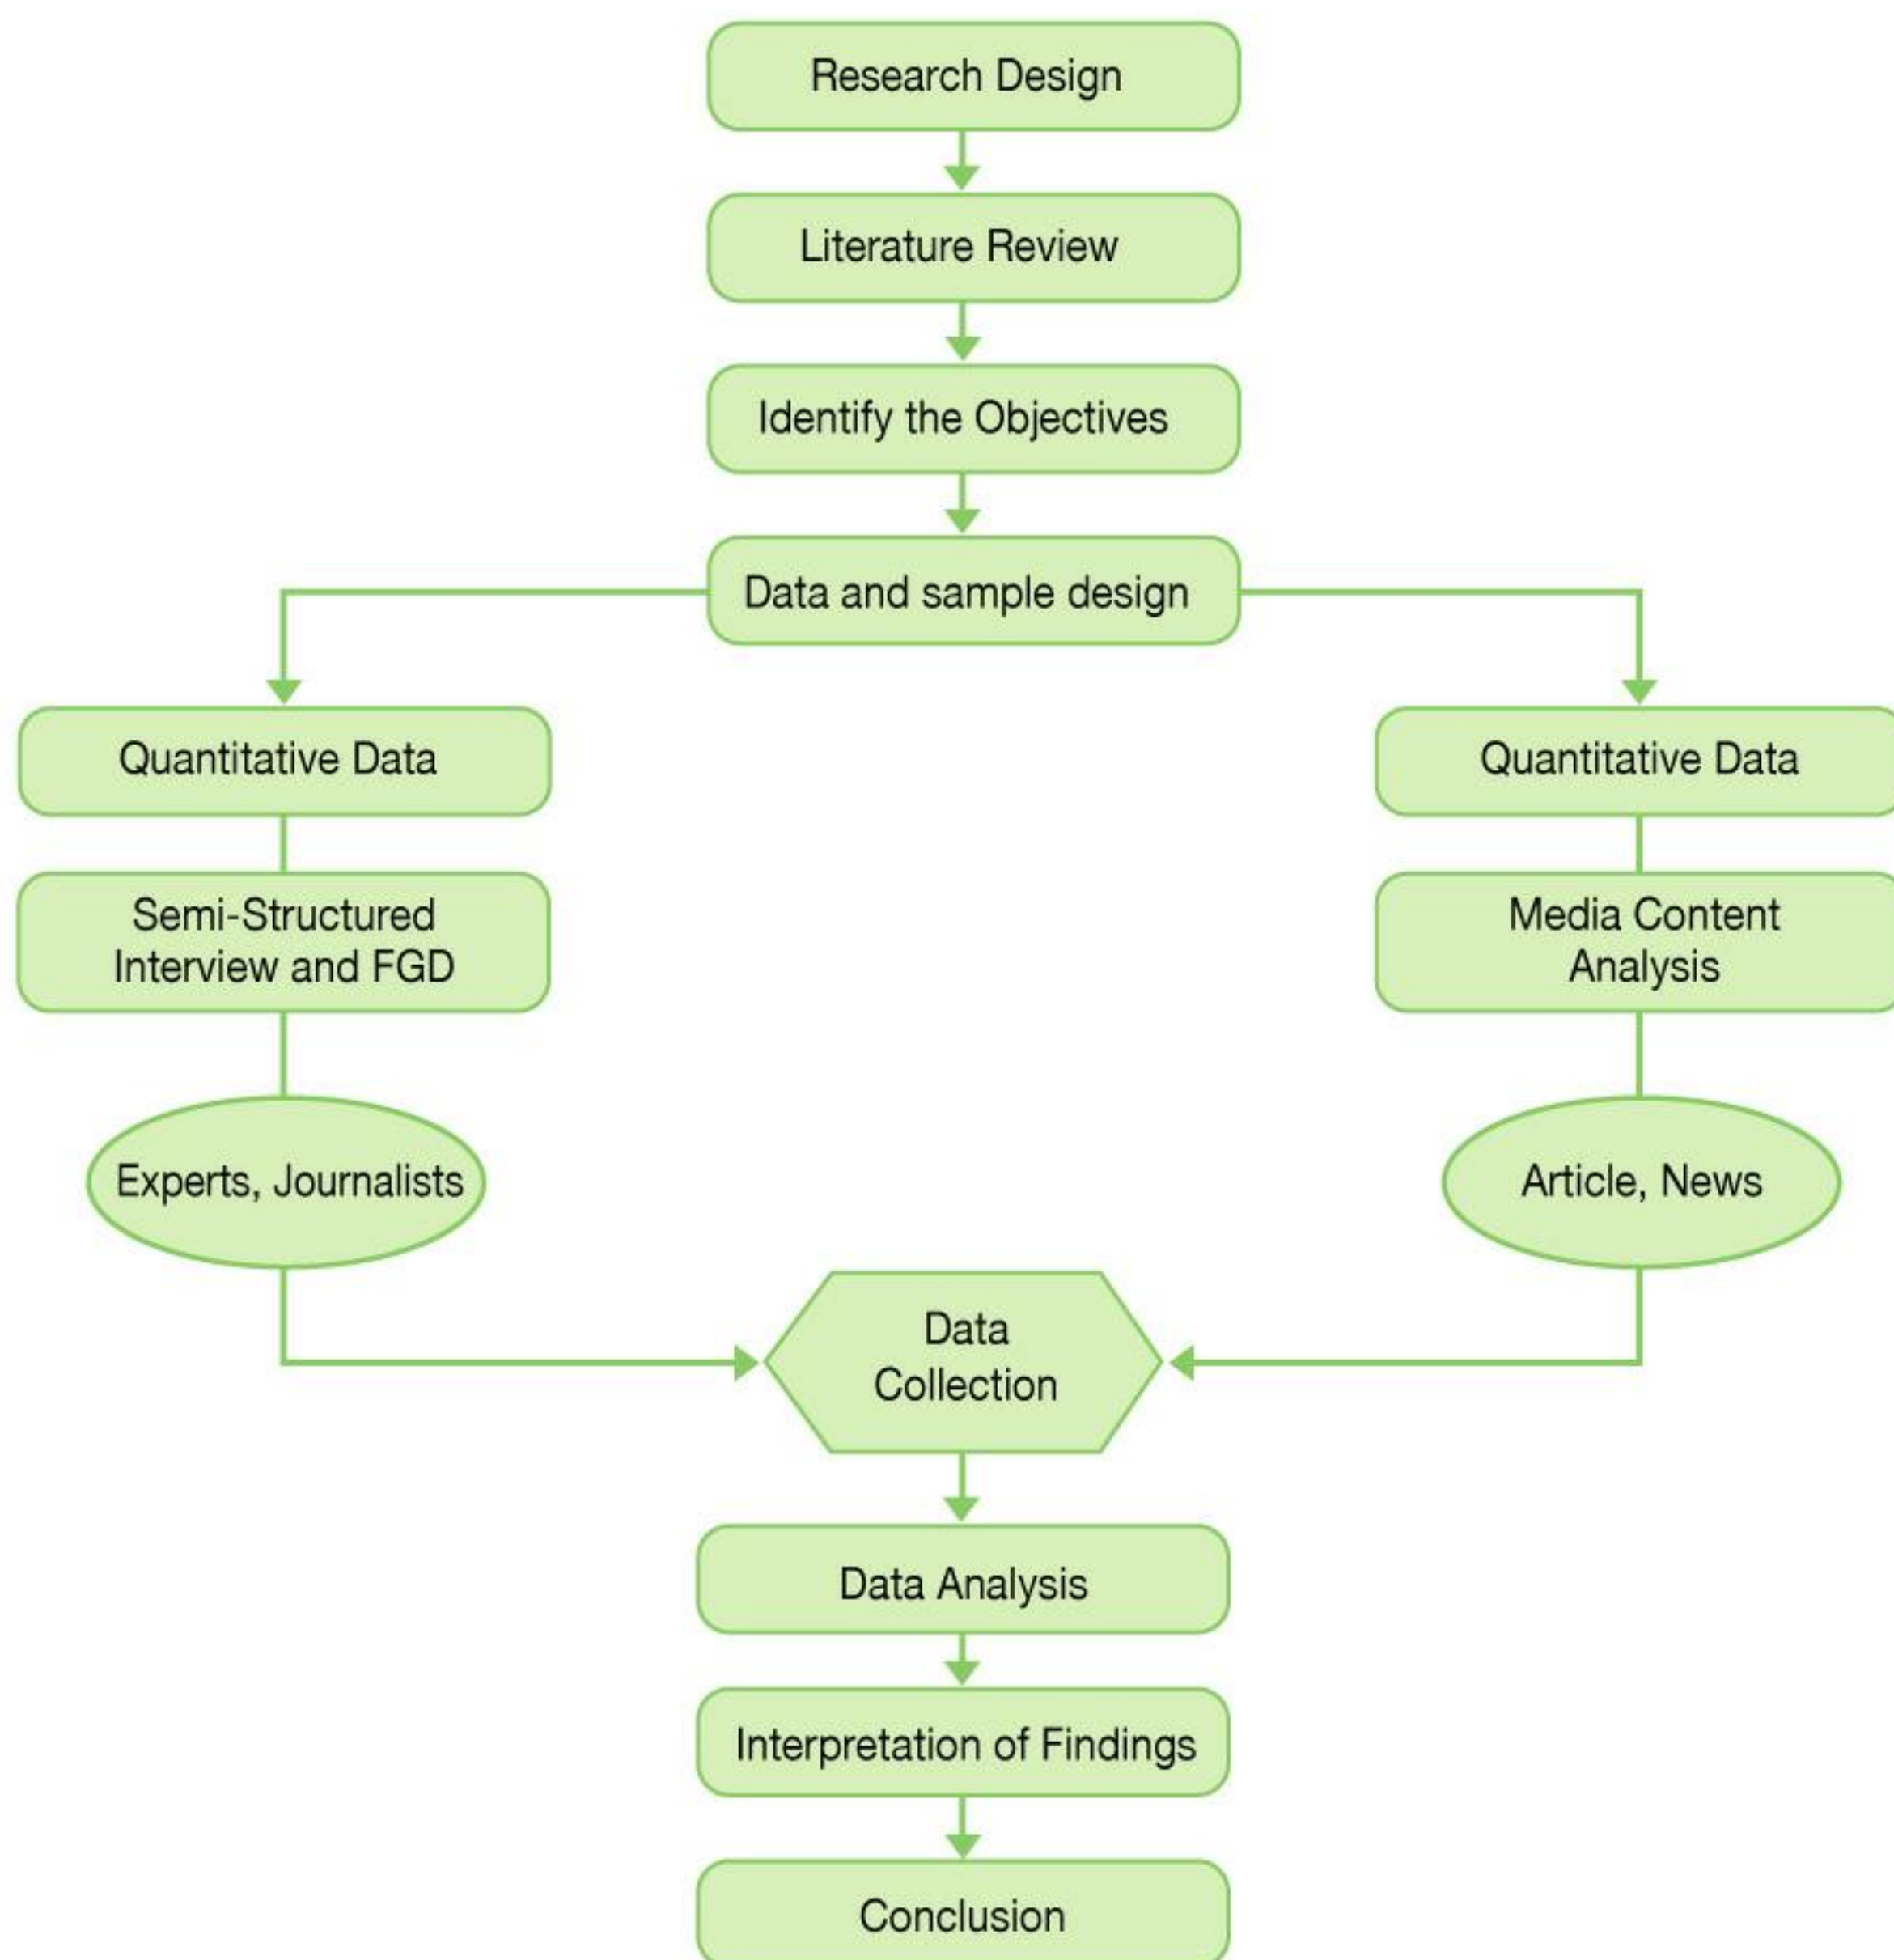 Research Design
Literature Review
Identify the Objectives
Data and sample design
Quantitative Data
Quantitative Data
Semi-Structured
Interview and FGD
Media Content
Analysis
Experts, Journalists
Article, News
Data
Collection
Data Analysis
Interpretation of Findings
Conclusion